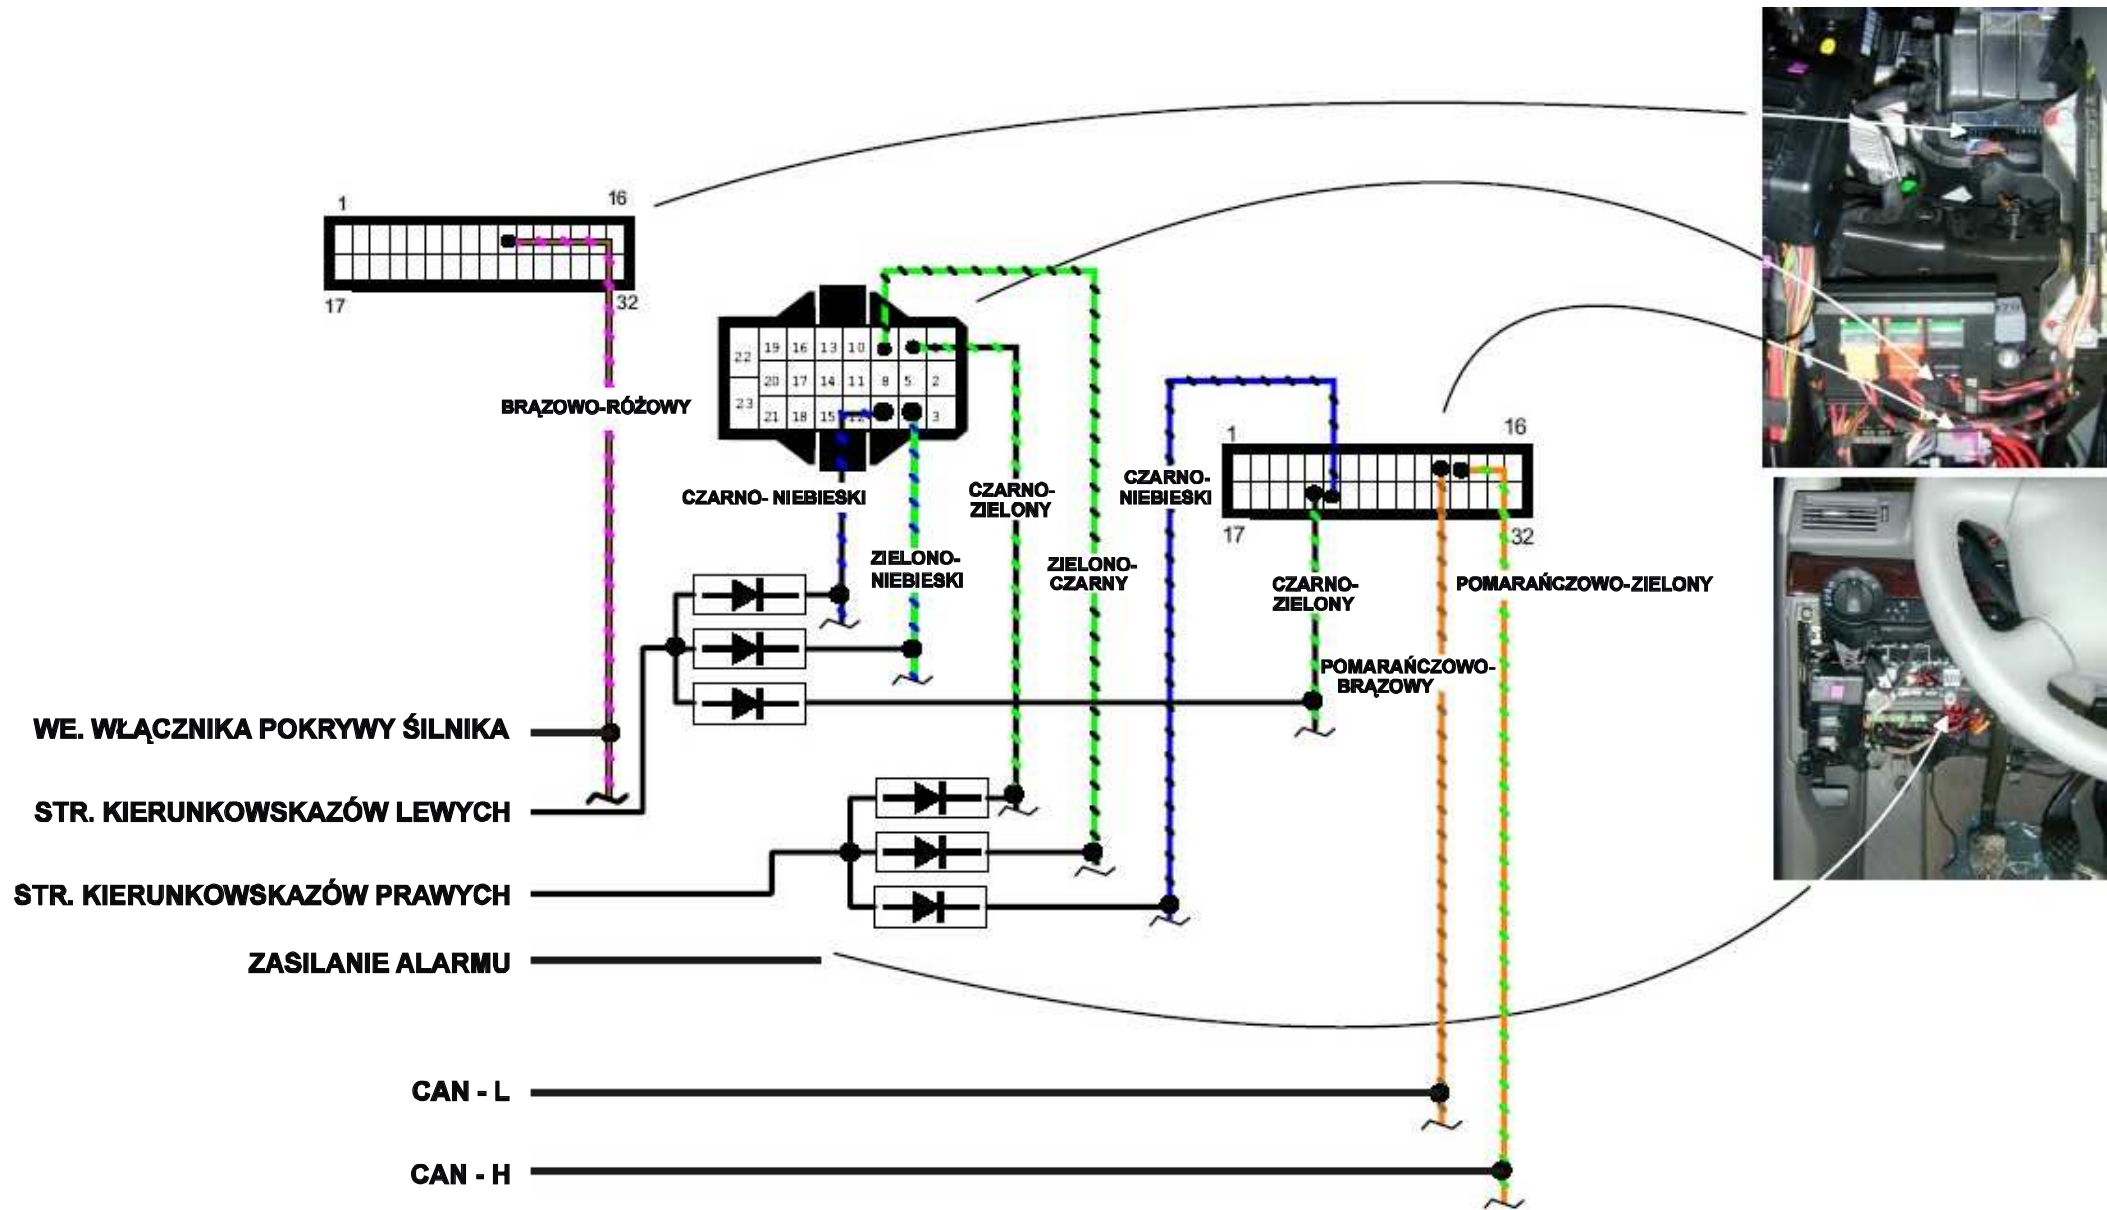 1
16
17
32
BRĄZOWO-RÓŻOWY
19
16
13
10
22
20
17
14
11
8
5
2
23
21
18
15
12
3
CZARNO- NIEBIESKI
ZIELONO-
NIEBIESKI
CZARNO-
ZIELONY
ZIELONO-
CZARNY
CZARNO-
NIEBIESKI
1
16
17
32
CZARNO-
ZIELONY
POMARAŃCZOWO-ZIELONY
POMARAŃCZOWO-
BRĄZOWY
WE. WŁĄCZNIKA POKRYWY ŚILNIKA
STR. KIERUNKOWSKAZÓW LEWYCH
STR. KIERUNKOWSKAZÓW PRAWYCH
ZASILANIE ALARMU
CAN - L
CAN - H